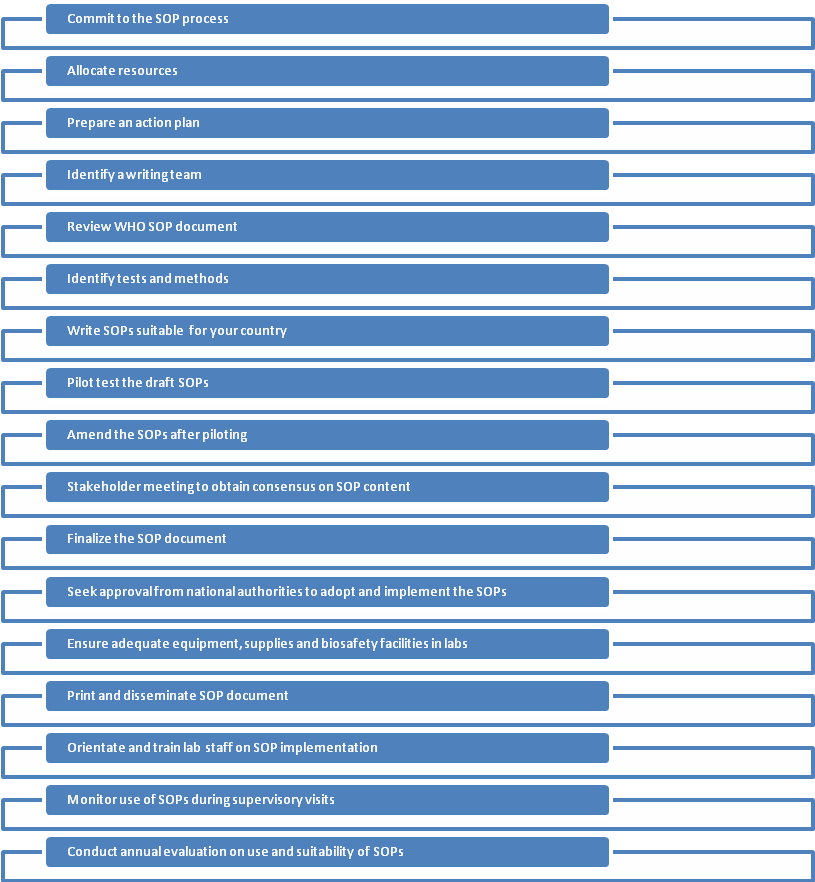 Commit to the SOP process
Allocate resources
Prepare an action plan
Identify a writing team
Review WHO SOP document
Identify tests and methods
Write SOPs suitable for your country
Pilot test the draft SOPs
Amend the SOPs after piloting
Stakeholder meeting to obtain consensus on SOP content
Finalize the SOP document
Seek approval from national authorities to adopt and implement the SOPs
Ensure adequate equipment, supplies and biosafety facilities in labs
Print and disseminate SOP document
Orientate and train lab staff on SOP implementation
Monitor use of SOPs during supervisory visits
Conduct annual evaluation on use and suitability of SOPs